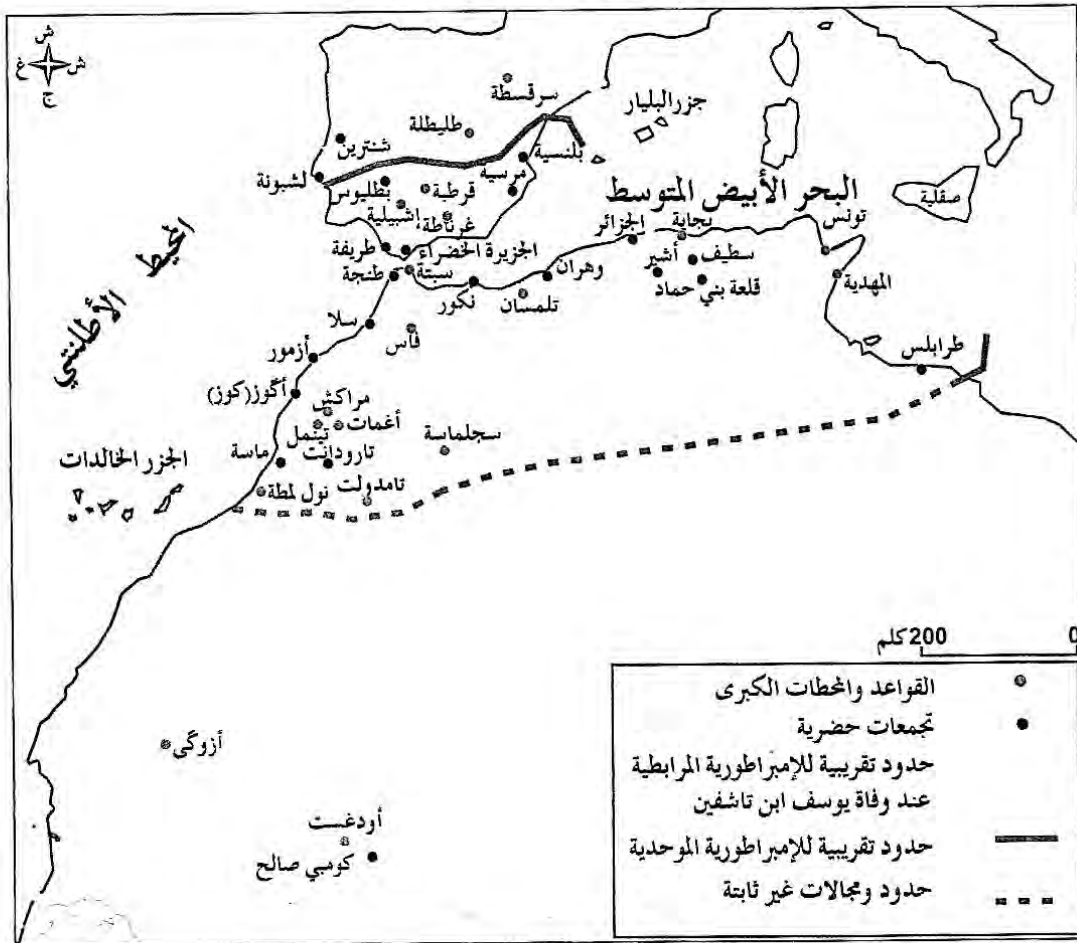 ش
غ
ش
ج
سرقسطة
جزر البليار
طليطلة
شنترين
بلنسية
لشبونة
مرسية
بطليوس
قرطبة
إشبيلية
غرناطة
البحر الأبيض المتوسط
صقلية
المحيط الأطلنتي
طريفة
الجزيرة الخضراء
الجزائر
بجاية
تونس
طنجة
سبتة
نكور
وهران
تلمسان
أشير
سطيف
قلعة بني حماد
المهدية
سلا
فاس
أزمور
طرابلس
أگوز (كوز)
مراكش
أغمات
تينمل
سجلماسة
الجزر الخالدات
ماسة
تارودانت
نول لمطة
تامدولت
أزوگي
أودغست
كومبي صالح
0
200 كلم
القواعد والمحطات الكبرى
تجمعات حضرية
حدود تقريبية للإمبراطورية المرابطية
عند وفاة يوسف ابن تاشفين
حدود تقريبية للإمبراطورية الموحدية
حدود ومجالات غير ثابتة